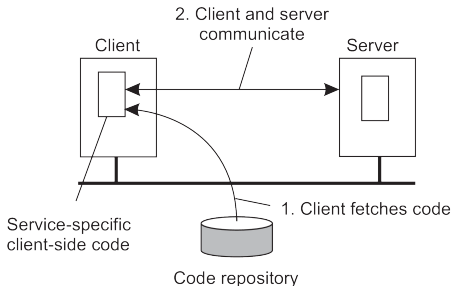 2. Client and server
communicate
Client
Server
1. Client fetches code
Service-specific
client-side code
Code repository